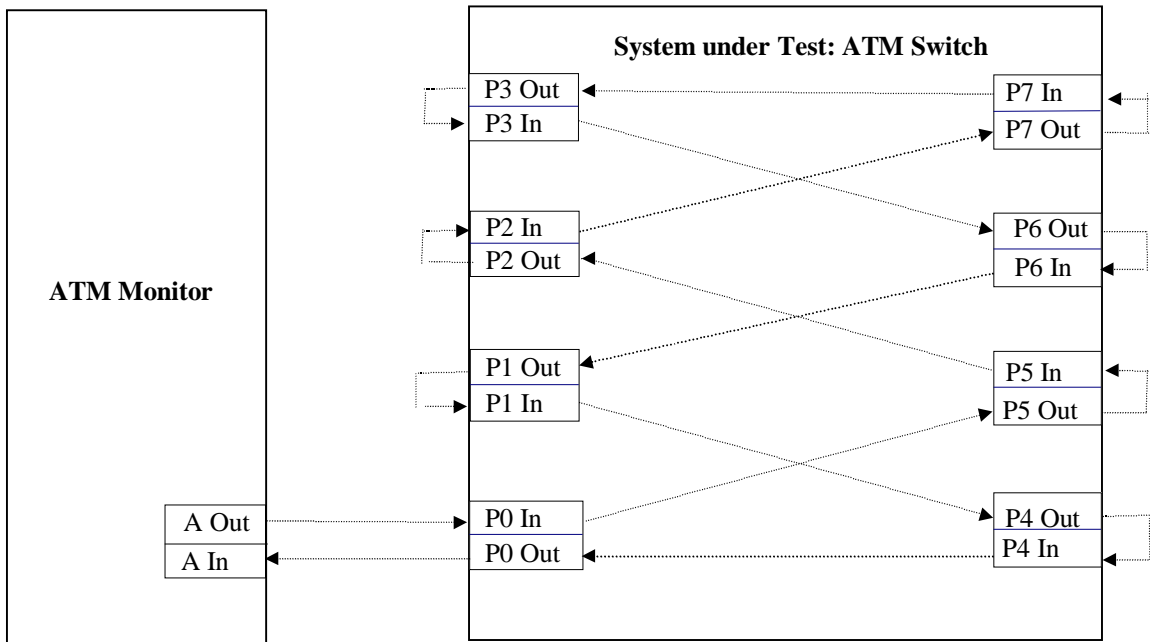 System under Test: ATM Switch
P3 Out
P3 In
P7 In
P7 Out
P2 In
P2 Out
P6 Out
P6 In
ATM Monitor
P1 Out
P1 In
P5 In
P5 Out
A Out
A In
P0 In
P0 Out
P4 Out
P4 In